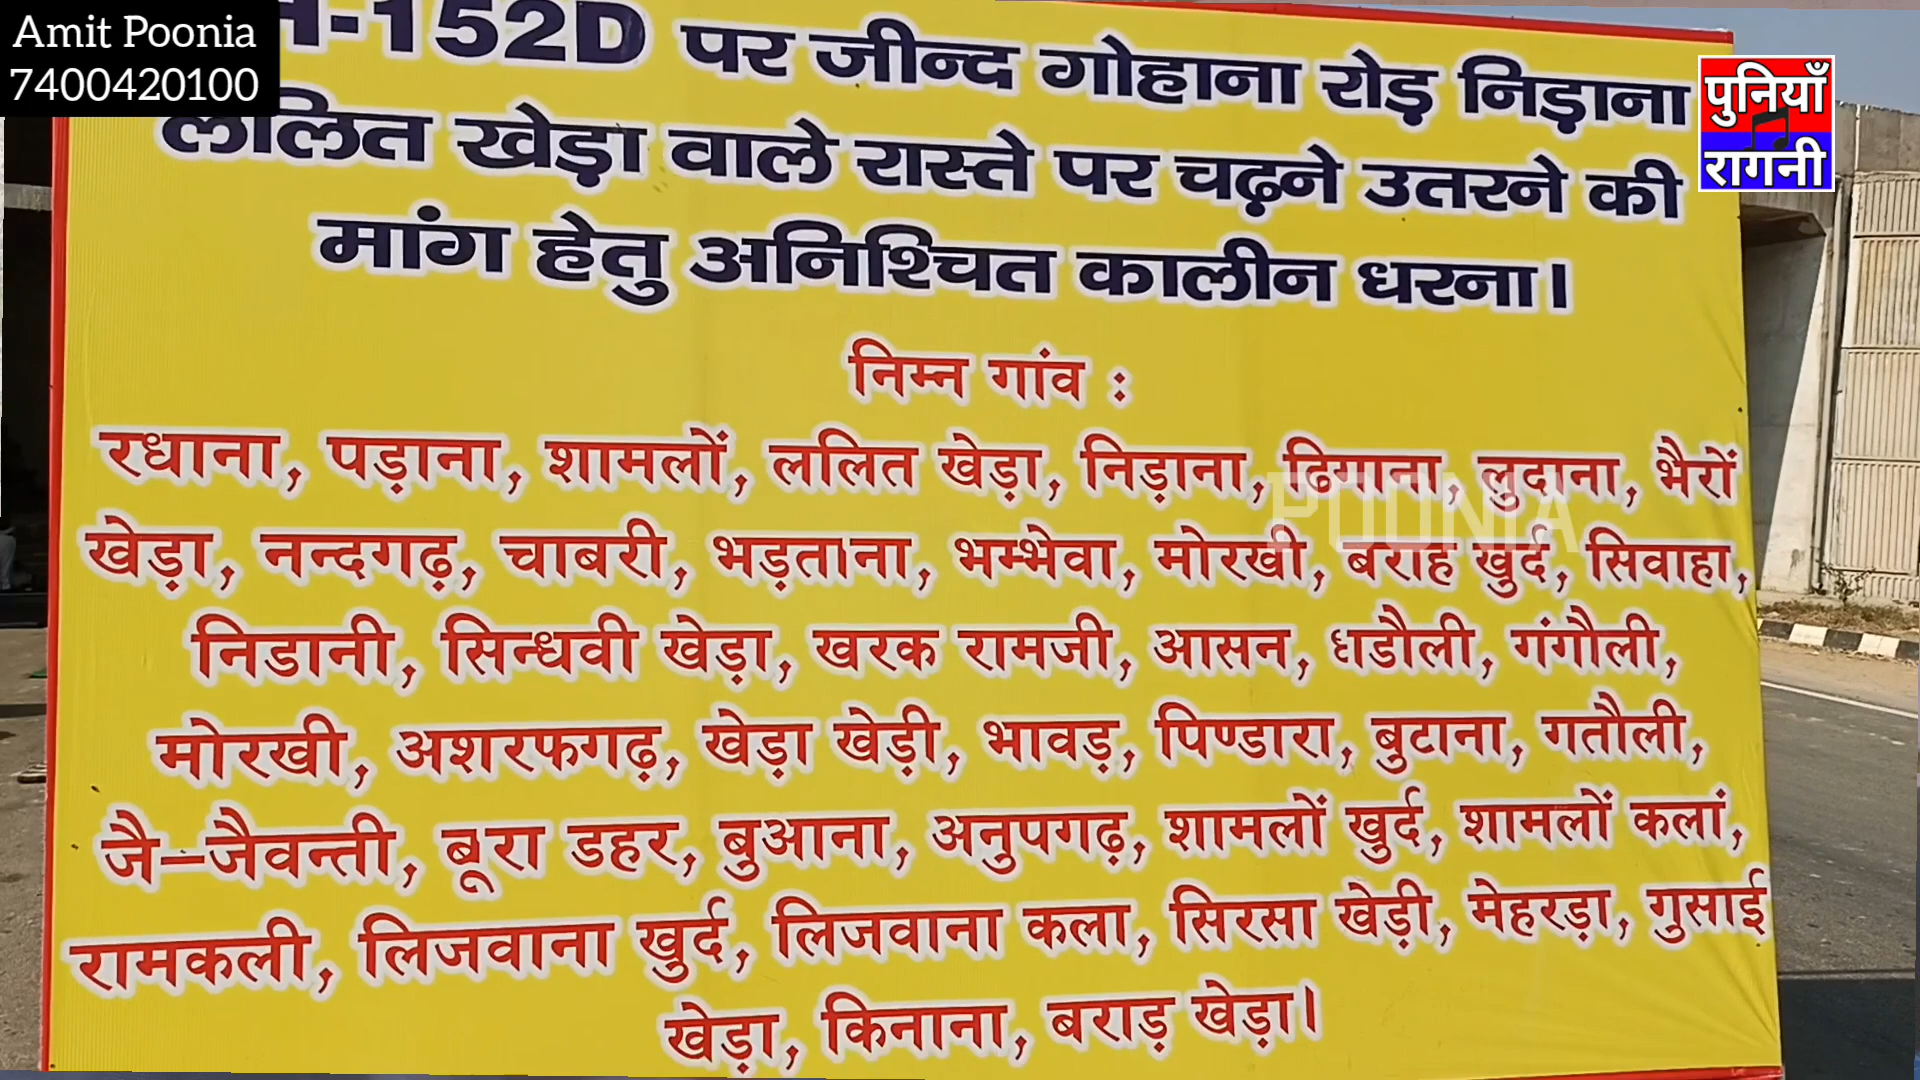 Amit Poonia
7400420100
H-152D पर जीन्द गोहाना रोड़ निड़ाना
ललित खेड़ा वाले रास्ते पर चढ़ने उतरने की
मांग हेतु अनिश्चित कालीन धरना।
निम्न गांव :
रधाना, पड़ाना, शामलों, ललित खेड़ा, निड़ाना, ढिगाना, लुदाना, भैरों
खेड़ा, नन्दगढ़, चाबरी, भड़ताना, भम्भेवा, मोरखी, बराह खुर्द, सिवाहा,
निडानी, सिन्धवी खेड़ा, खरक रामजी, आसन, धडौली, गंगौली,
मोरखी, अशरफगढ़, खेड़ा खेड़ी, भावड़, पिण्डारा, बुटाना, गतौली,
जै–जैवन्ती, बूरा डहर, बुआना, अनुपगढ़, शामलों खुर्द, शामलों कलां,
रामकली, लिजवाना खुर्द, लिजवाना कला, सिरसा खेड़ी, मेहरड़ा, गुसाई
खेड़ा, किनाना, बराड़ खेड़ा।
पुनियाँ
रागनी
POONIA